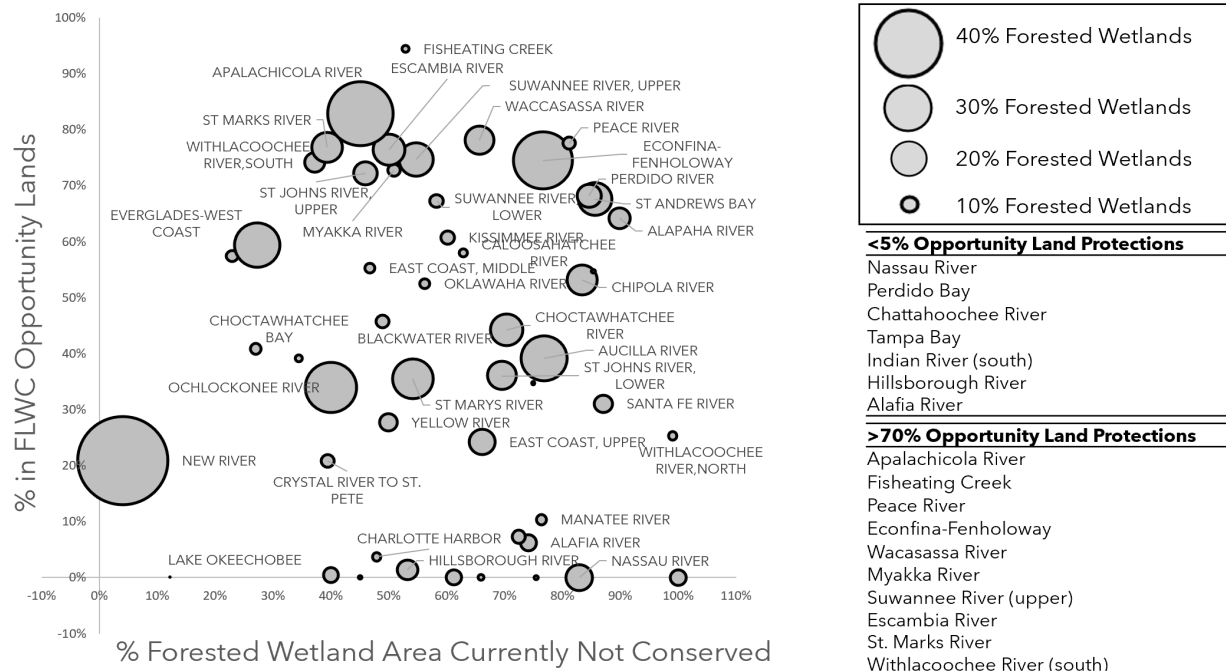 100%
90%
80%
70%
60%
50%
40%
30%
20%
10%
0%
-10%
% in FLWC Opportunity Lands
-10%
0%
10%
20%
30%
40%
50%
60%
70%
80%
90%
100%
110%
% Forested Wetland Area Currently Not Conserved
FISHEATING CREEK
APALACHICOLA RIVER
ESCAMBIA RIVER
SUWANNEE RIVER, UPPER
WACCASASSA RIVER
ST MARKS RIVER
PEACE RIVER
WITHLACOOCHEE
RIVER,SOUTH
ECONFINA-
FENHOLOWAY
PERDIDO RIVER
ST JOHNS RIVER,
UPPER
SUWANNEE RIVER,
LOWER
ST ANDREWS BAY
EVERGLADES-WEST
COAST
MYAKKA RIVER
ALAPAHA RIVER
KISSIMMEE RIVER
CALOOSAHATCHEE
RIVER
EAST COAST, MIDDLE
OKLAWAHA RIVER
CHIPOLA RIVER
CHOCTAWHATCHEE
BAY
BLACKWATER RIVER
CHOCTAWHATCHEE
RIVER
AUCILLA RIVER
ST JOHNS RIVER,
LOWER
OCHLOCKONEE RIVER
ST MARYS RIVER
SANTA FE RIVER
YELLOW RIVER
EAST COAST, UPPER
WITHLACOOCHEE
RIVER,NORTH
NEW RIVER
CRYSTAL RIVER TO ST.
PETE
MANATEE RIVER
CHARLOTTE HARBOR
ALAFIA RIVER
LAKE OKEECHOBEE
HILLSBOROUGH RIVER
NASSAU RIVER
40% Forested Wetlands
30% Forested Wetlands
20% Forested Wetlands
10% Forested Wetlands
<5% Opportunity Land Protections
Nassau River
Perdido Bay
Chattahoochee River
Tampa Bay
Indian River (south)
Hillsborough River
Alafia River
>70% Opportunity Land Protections
Apalachicola River
Fisheating Creek
Peace River
Econfina-Fenholoway
Wacasassa River
Myakka River
Suwannee River (upper)
Escambia River
St. Marks River
Withlacoochee River (south)